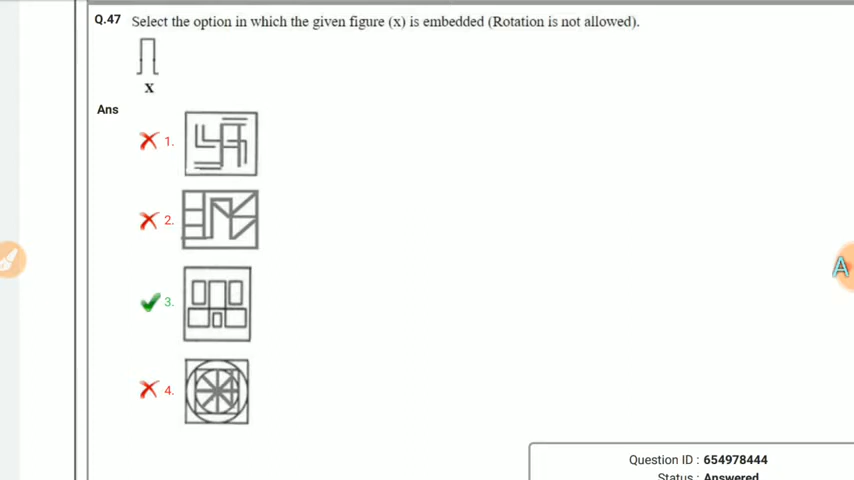 Q.47 Select the option in which the given figure (x) is embedded (Rotation is not allowed).
x
Ans
1.
2.
3.
4.
A
Question ID : 654978444
Status : Answered